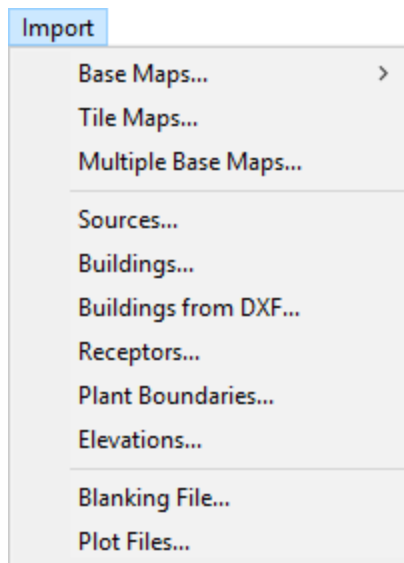 Import
Base Maps...
Tile Maps...
Multiple Base Maps...
Sources...
Buildings...
Buildings from DXF...
Receptors...
Plant Boundaries...
Elevations...
Blanking File...
Plot Files...